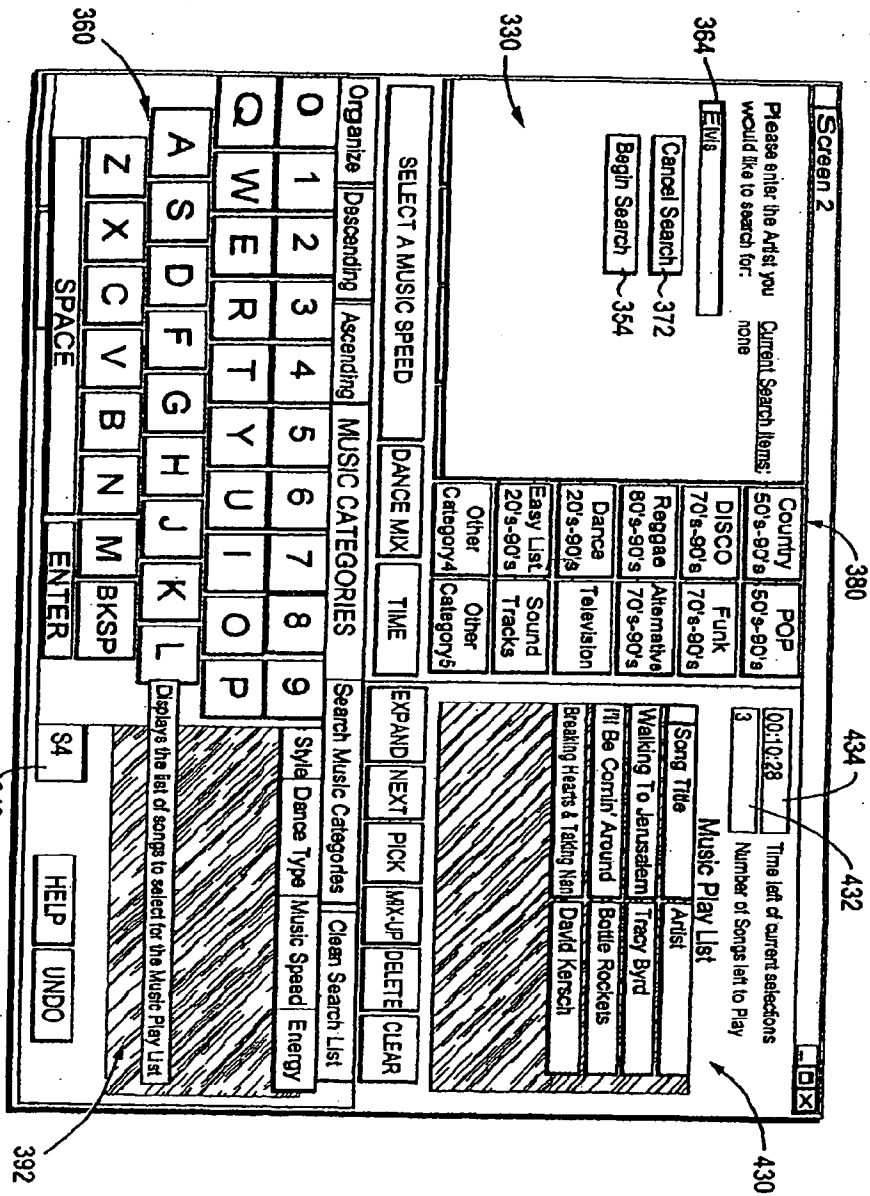 Screen 2
380
434
432
430
364
330
354
372
360
392
Please enter the Artist you
would like to search for:
Current Search Items:
none
Elvis
Cancel Search
Begin Search
Country
50's-90's
POP
50's-90's
DISCO
70's-90's
Funk
70's-90's
Reggae
80's-90's
Alternative
70's-90's
Dance
20's-90's
Television
Easy List.
20's-90's
Sound
Tracks
Other
Category4
Other
Category5
00:10:28 Time left of current selections
3 Number of Songs left to Play
Music Play List
Song Title Artist
Walking To Jerusalem Tracy Byrd
I'll Be Comin' Around Bottle Rockets
Breaking Hearts & Taking Nam David Kersch
SELECT A MUSIC SPEED DANCE MIX TIME EXPAND NEXT PICK MIX-UP DELETE CLEAR
Organize Descending Ascending MUSIC CATEGORIES Search Music Categories Clean Search List
0 1 2 3 4 5 6 7 8 9 Style Dance Type Music Speed Energy
Q W E R T Y U I O P
A S D F G H J K L Displays the list of songs to select for the Music Play List
Z X C V B N M BKSP
SPACE ENTER S4 HELP UNDO